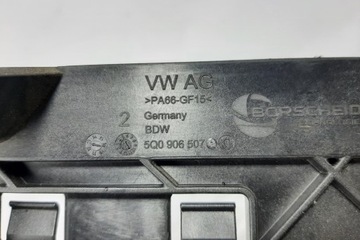 VW AG
>PA66-GF15<
2 Germany
BDW
5Q0 906 507